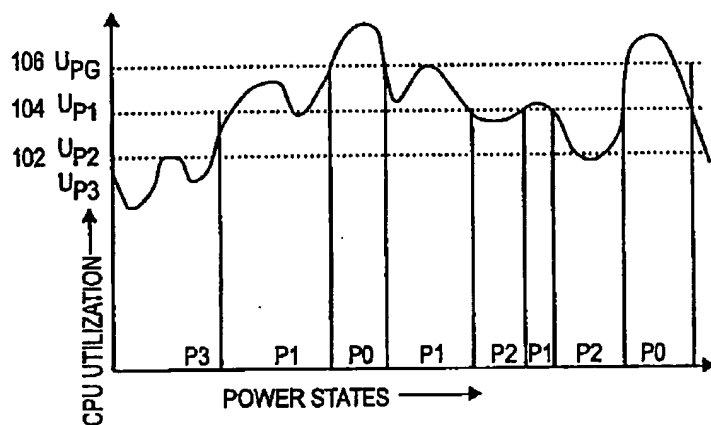 106 UPG
104 UP1
102 UP2
UP3
CPU UTILIZATION
P3 P1 P0 P1 P2 P1 P2 P0
POWER STATES